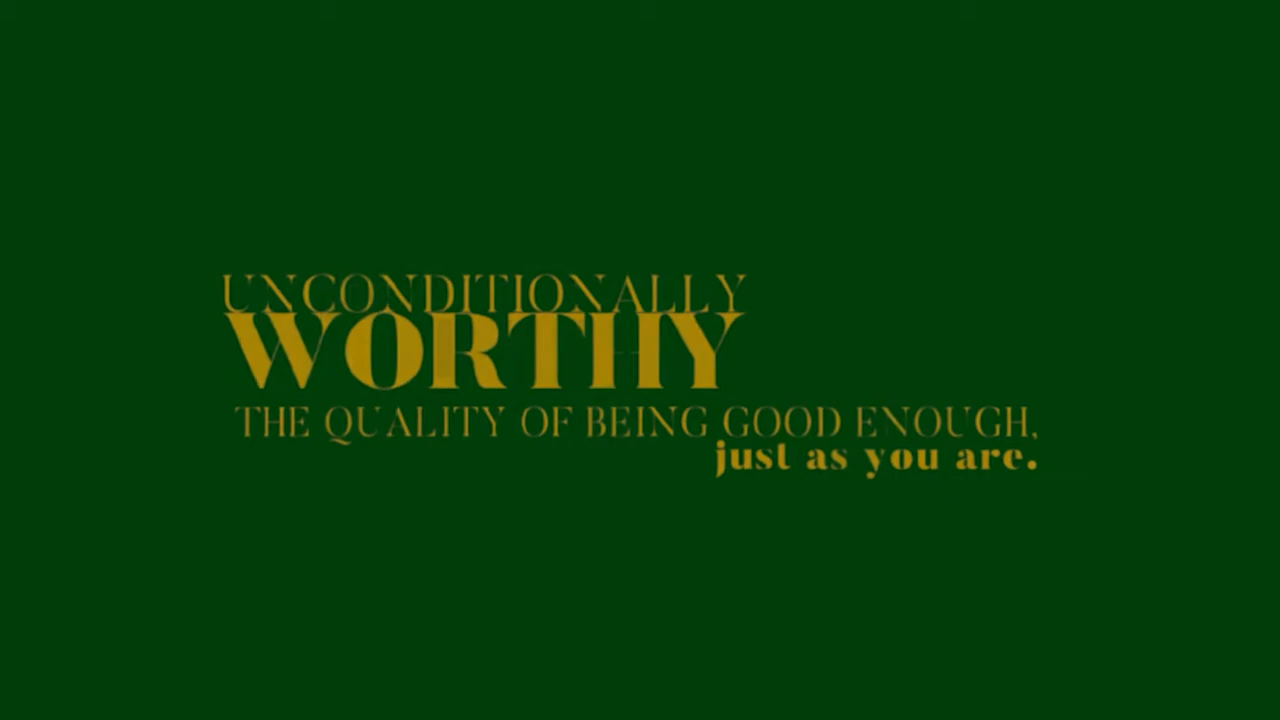 UNCONDITIONALLY
WORTHY
THE QUALITY OF BEING GOOD ENOUGH,
just as you are.